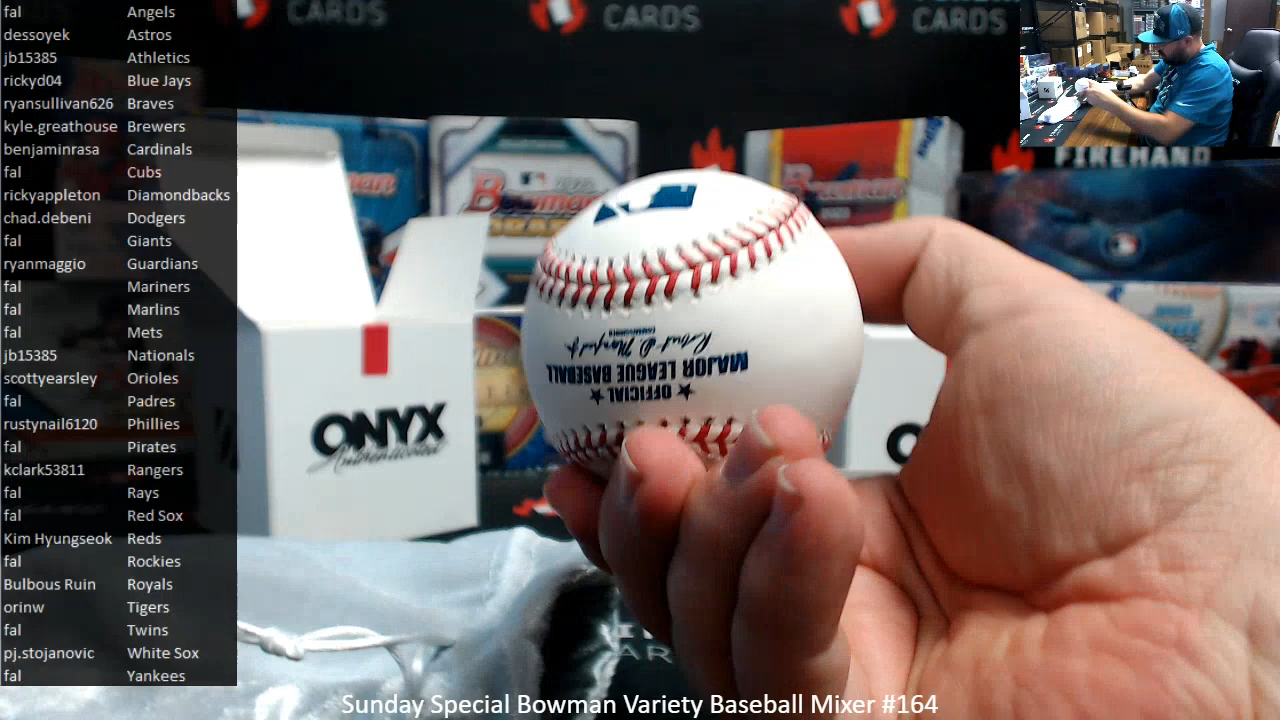 fal Angels
dessoyek Astros
jb15385 Athletics
rickyd04 Blue Jays
ryansullivan626 Braves
kyle.greathouse Brewers
benjaminrasa Cardinals
fal Cubs
rickyappleton Diamondbacks
chad.debeni Dodgers
fal Giants
ryanmaggio Guardians
fal Mariners
fal Marlins
fal Mets
jb15385 Nationals
scottyearsley Orioles
fal Padres
rustynail6120 Phillies
fal Pirates
kclark53811 Rangers
fal Rays
fal Red Sox
Kim Hyungseok Reds
fal Rockies
Bulbous Ruin Royals
orinw Tigers
fal Twins
pj.stojanovic White Sox
fal Yankees
CARDS
CARDS
CARDS
FIREHAND
Bowman
Bowman
OFFICIAL
MAJOR LEAGUE BASEBALL
ONYX
Authenticated
Sunday Special Bowman Variety Baseball Mixer #164